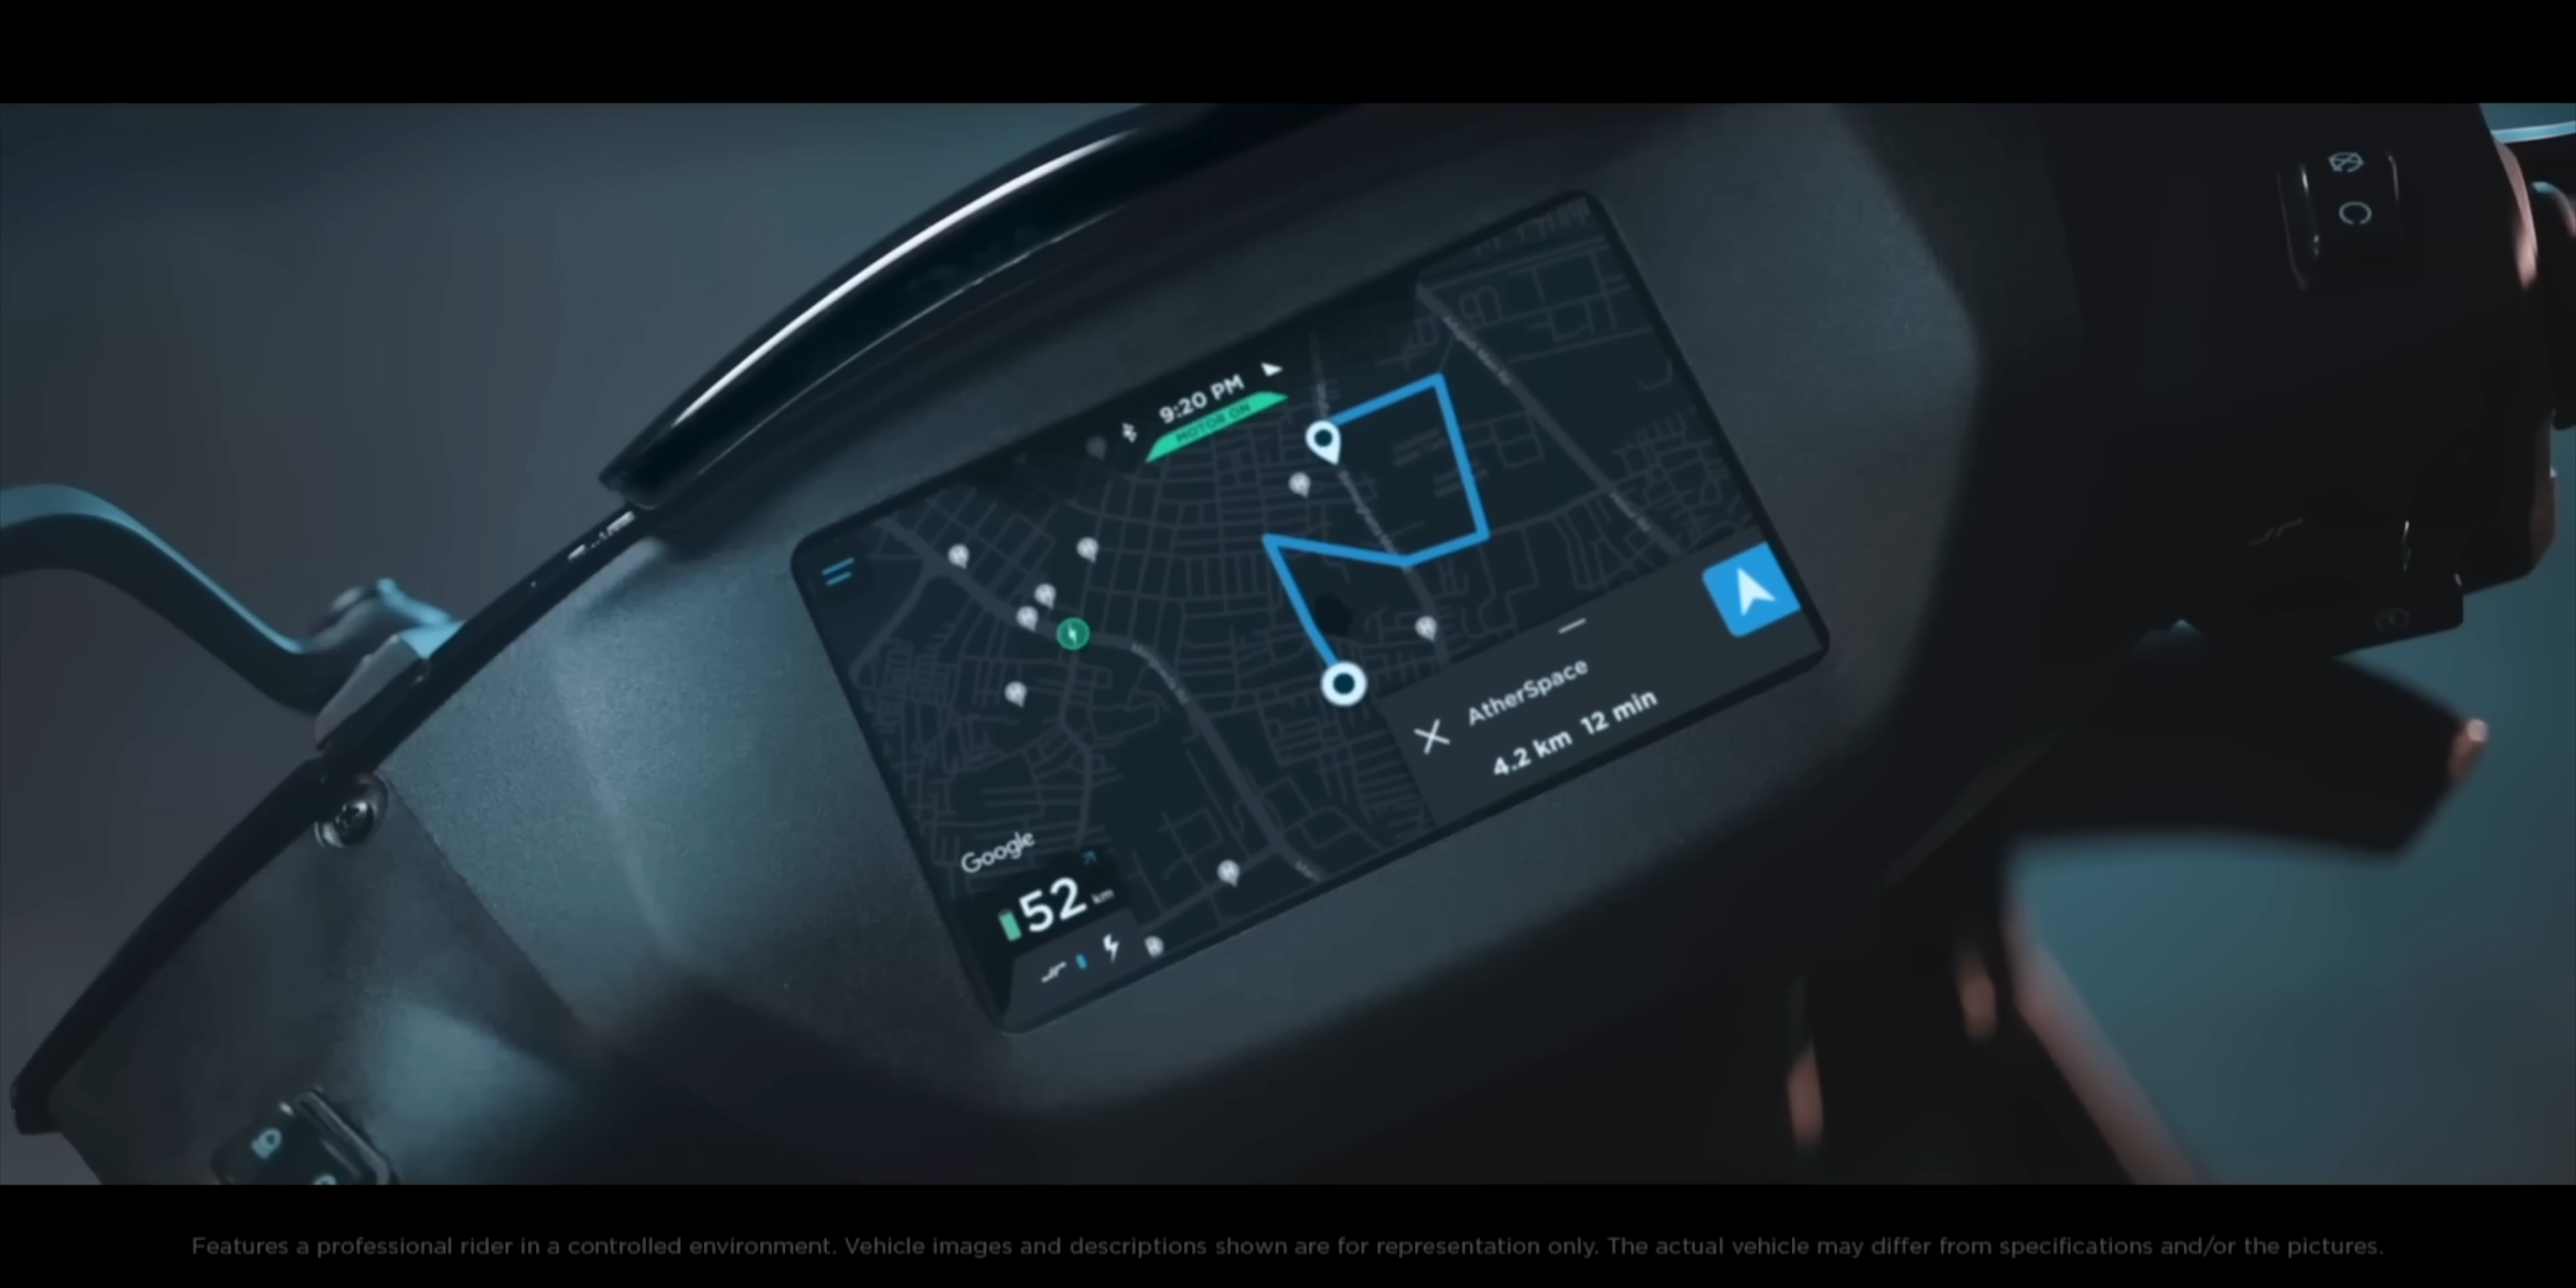 9:20 PM
MOTOR ON
AtherSpace
4.2 km 12 min
Google
52 km
Features a professional rider in a controlled environment. Vehicle images and descriptions shown are for representation only. The actual vehicle may differ from specifications and/or the pictures.